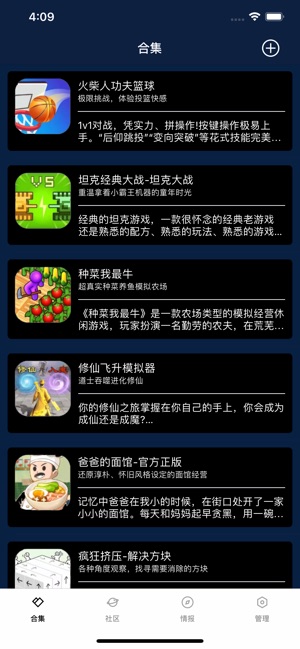 4:09
合集
火柴人功夫篮球
极限挑战，体验投篮快感
1v1对战，凭实力、拼操作!按键操作极易上
手。“后仰跳投”“变向突破”等花式技能完美...
VS
坦克经典大战-坦克大战
重温拿着小霸王机器的童年时光
经典的坦克游戏，一款很怀念的经典老游戏
还是熟悉的配方、熟悉的玩法、熟悉的游戏...
种菜我最牛
超真实种菜养鱼模拟农场
《种菜我最牛》是一款农场类型的模拟经营休
闲游戏，玩家扮演一名勤劳的农夫，在荒芜...
修仙飞升模拟器
道士吞噬进化修仙
你的修仙之旅掌握在你自己的手上，你会成为
成仙还是成魔?...
爸爸的面馆-官方正版
还原淳朴、怀旧风格设定的面馆经营
记忆中爸爸在我小的时候，在街口处开了一家
小小的面馆。每天和妈妈起早贪黑，用一碗...
疯狂挤压-解决方块
各种角度观察，找寻需要消除的方块
合集
社区
情报
管理